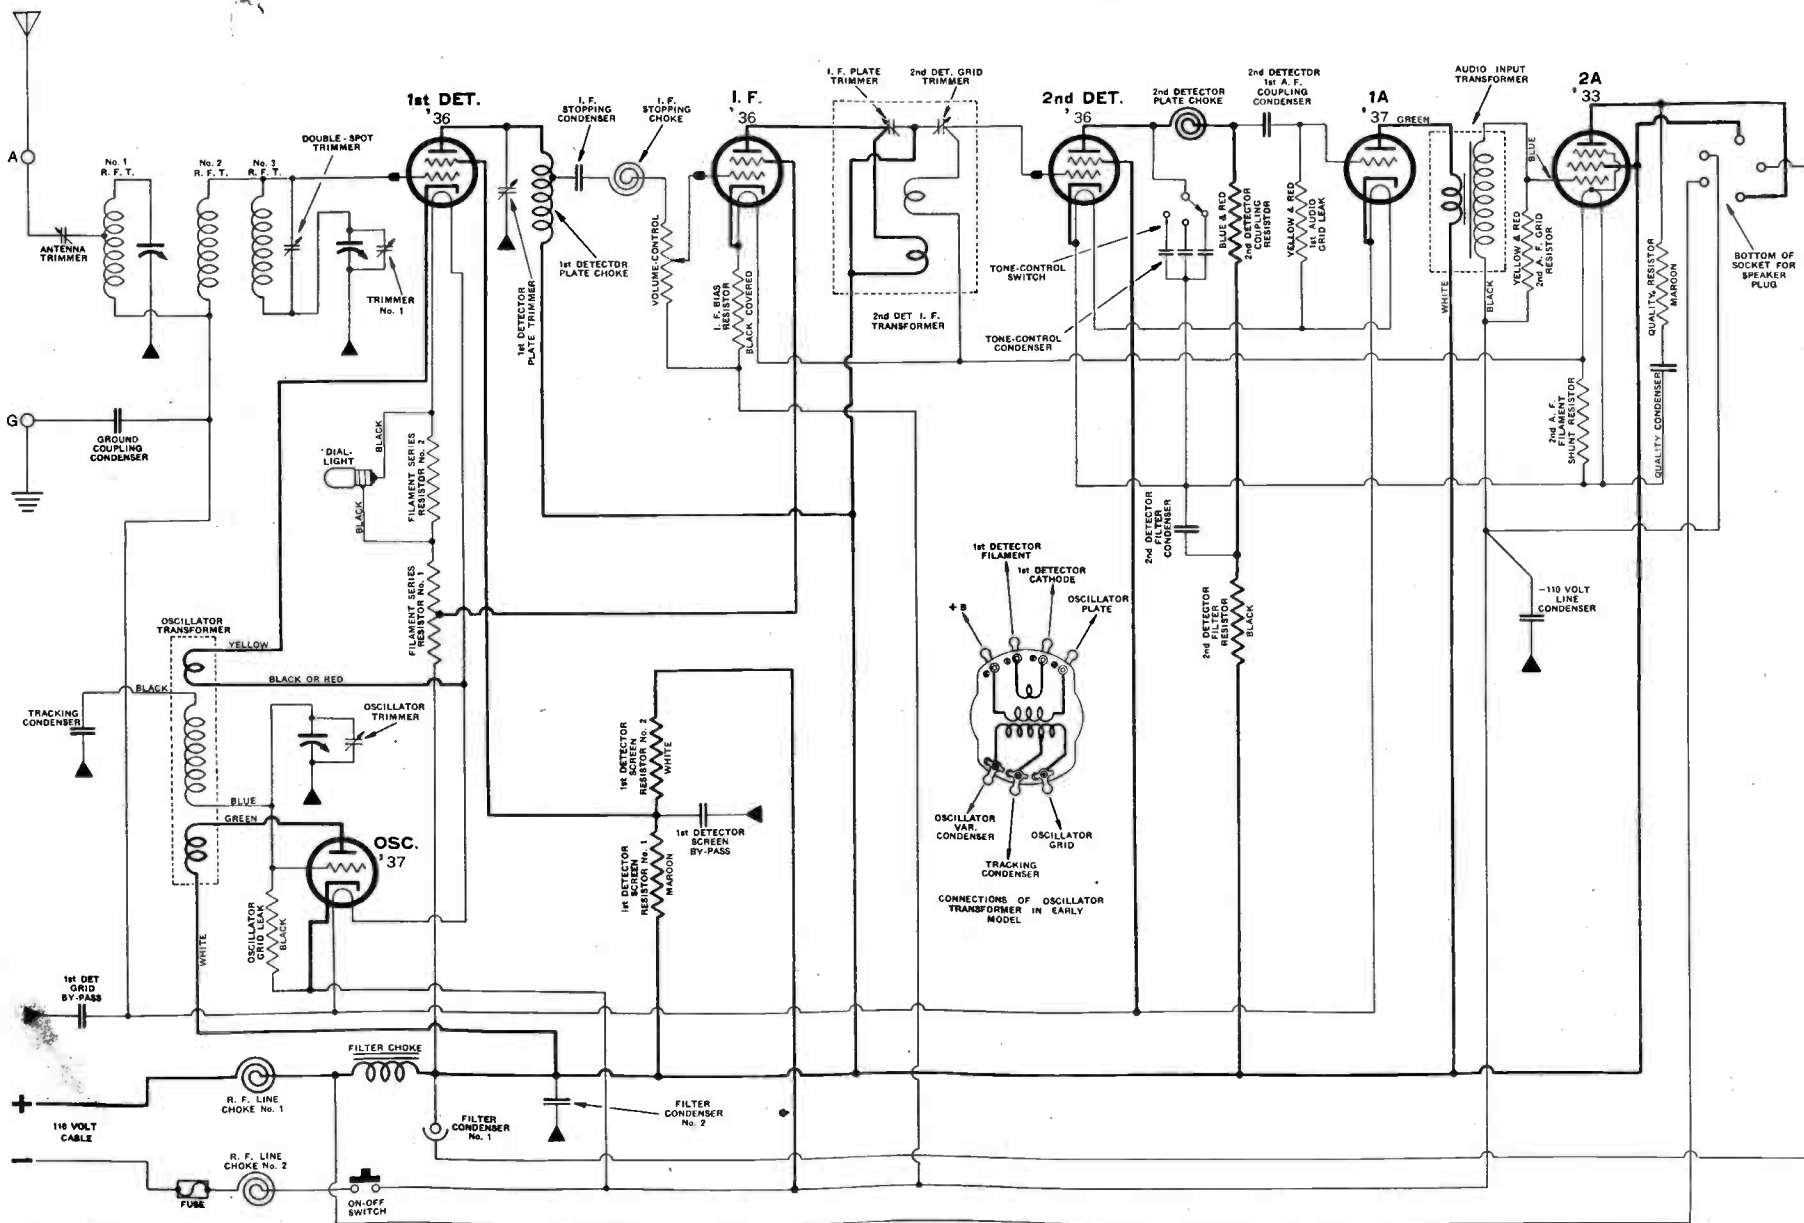 A
ANTENNA
TRIMMER
No. 1
R. F. T.
No. 2
R. F. T.
No. 3
R. F. T.
DOUBLE-SPOT
TRIMMER
TRIMMER
No. 1
1st DET.
'36
1st DETECTOR
PLATE TRIMMER
1st DETECTOR
PLATE CHOKE
I. F.
STOPPING
CONDENSER
I. F.
STOPPING
CHOKE
VOLUME-CONTROL
I. F.
'36
I. F. BIAS
RESISTOR
BLACK COVERED
I. F. PLATE
TRIMMER
2nd DET. GRID
TRIMMER
2nd DET I. F.
TRANSFORMER
2nd DET.
'36
2nd DETECTOR
PLATE CHOKE
TONE-CONTROL
SWITCH
TONE-CONTROL
CONDENSER
BLUE & RED
2nd DETECTOR
COUPLING
RESISTOR
2nd DETECTOR
1st A. F.
COUPLING
CONDENSER
YELLOW & RED
1st AUDIO
GRID LEAK
1A
'37
GREEN
AUDIO INPUT
TRANSFORMER
WHITE
BLACK
BLUE
YELLOW & RED
2nd A. F. GRID
RESISTOR
2A
'33
QUALITY RESISTOR
MAROON
QUALITY CONDENSER
BOTTOM OF
SOCKET FOR
SPEAKER
PLUG
2nd A. F.
FILAMENT
SHUNT RESISTOR
G
GROUND
COUPLING
CONDENSER
DIAL-
LIGHT
BLACK
BLACK
FILAMENT SERIES
RESISTOR No. 2
FILAMENT SERIES
RESISTOR No. 1
2nd DETECTOR
FILTER
CONDENSER
2nd DETECTOR
FILTER
RESISTOR
BLACK
-110 VOLT
LINE
CONDENSER
OSCILLATOR
TRANSFORMER
YELLOW
BLACK OR RED
BLACK
TRACKING
CONDENSER
OSCILLATOR
TRIMMER
BLUE
GREEN
OSC.
'37
OSCILLATOR
GRID LEAK
BLACK
WHITE
1st DETECTOR
SCREEN
RESISTOR No. 2
WHITE
1st DETECTOR
SCREEN
BY-PASS
1st DETECTOR
SCREEN
RESISTOR No. 1
MAROON
1st DETECTOR
FILAMENT
1st DETECTOR
CATHODE
+ B
OSCILLATOR
PLATE
OSCILLATOR
VAR.
CONDENSER
OSCILLATOR
GRID
TRACKING
CONDENSER
CONNECTIONS OF OSCILLATOR
TRANSFORMER IN EARLY
MODEL
1st DET
GRID
BY-PASS
FILTER CHOKE
+
110 VOLT
CABLE
-
R. F. LINE
CHOKE No. 1
R. F. LINE
CHOKE No. 2
FUSE
ON-OFF
SWITCH
FILTER
CONDENSER
No. 1
FILTER
CONDENSER
No. 2